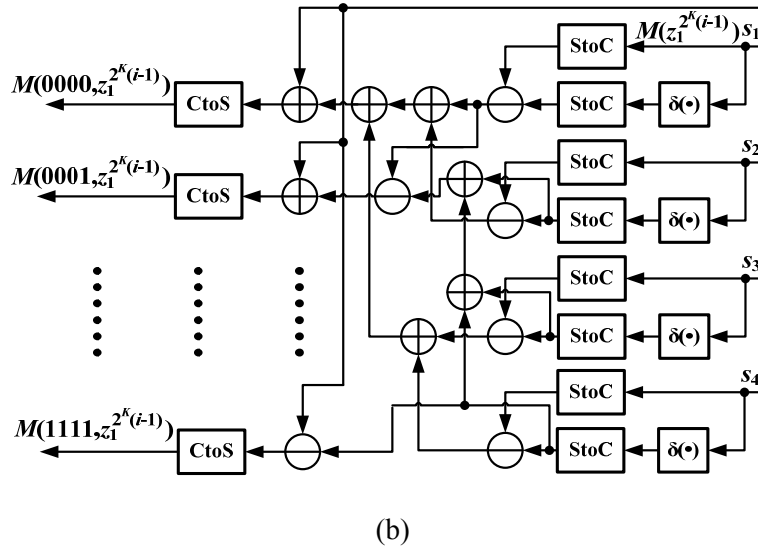 M(z₁^{2^K(i-1)}) s₁
StoC
M(0000,z₁^{2^K(i-1)})
CtoS
StoC
δ(•)
s₂
StoC
M(0001,z₁^{2^K(i-1)})
CtoS
StoC
δ(•)
s₃
StoC
StoC
δ(•)
s₄
StoC
M(1111,z₁^{2^K(i-1)})
CtoS
StoC
δ(•)
(b)